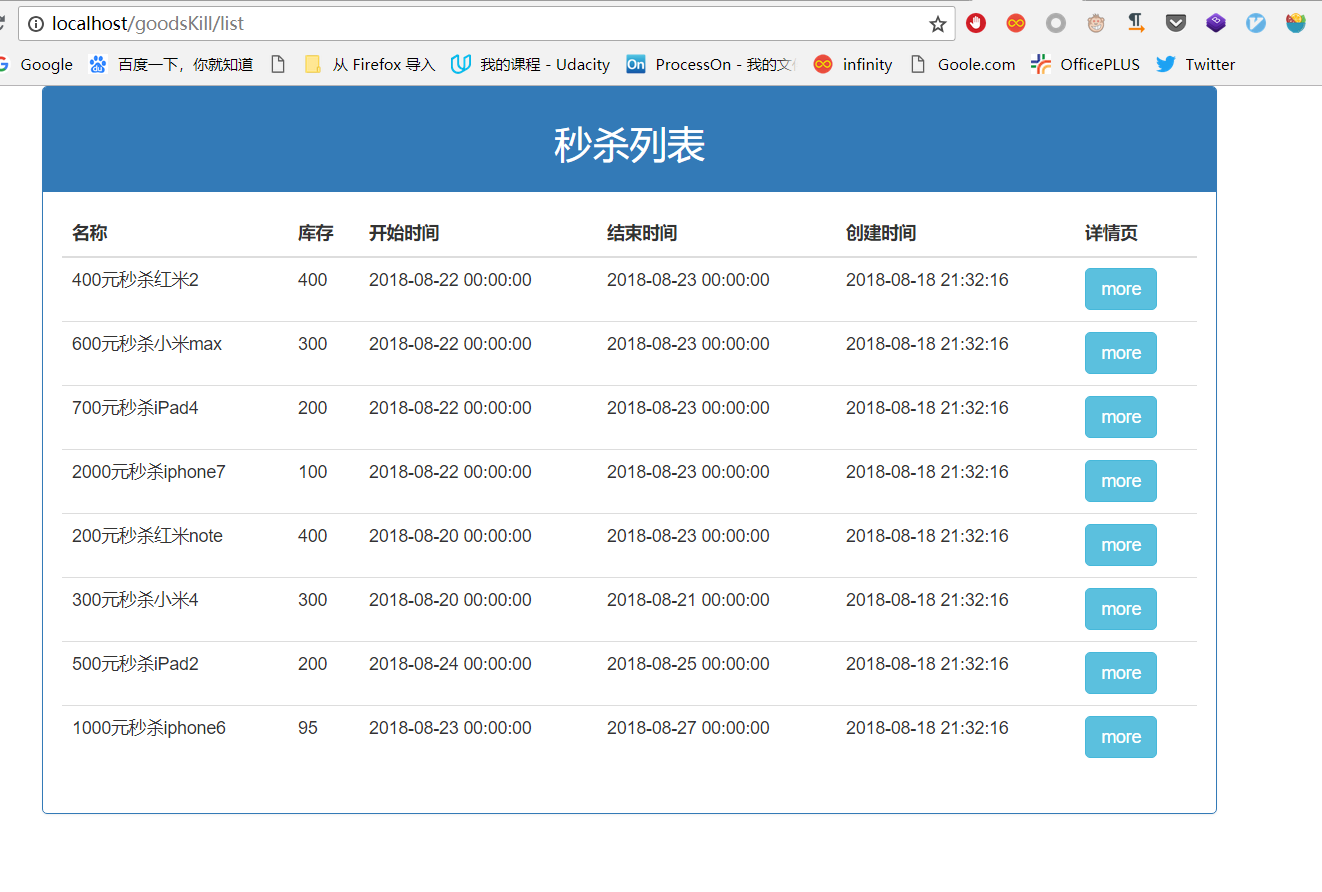 localhost/goodsKill/list
Google 百度一下，你就知道 从 Firefox 导入 我的课程 - Udacity On ProcessOn - 我的文 infinity Goole.com OfficePLUS Twitter
秒杀列表
名称 库存 开始时间 结束时间 创建时间 详情页
400元秒杀红米2 400 2018-08-22 00:00:00 2018-08-23 00:00:00 2018-08-18 21:32:16 more
600元秒杀小米max 300 2018-08-22 00:00:00 2018-08-23 00:00:00 2018-08-18 21:32:16 more
700元秒杀iPad4 200 2018-08-22 00:00:00 2018-08-23 00:00:00 2018-08-18 21:32:16 more
2000元秒杀iphone7 100 2018-08-22 00:00:00 2018-08-23 00:00:00 2018-08-18 21:32:16 more
200元秒杀红米note 400 2018-08-20 00:00:00 2018-08-23 00:00:00 2018-08-18 21:32:16 more
300元秒杀小米4 300 2018-08-20 00:00:00 2018-08-21 00:00:00 2018-08-18 21:32:16 more
500元秒杀iPad2 200 2018-08-24 00:00:00 2018-08-25 00:00:00 2018-08-18 21:32:16 more
1000元秒杀iphone6 95 2018-08-23 00:00:00 2018-08-27 00:00:00 2018-08-18 21:32:16 more